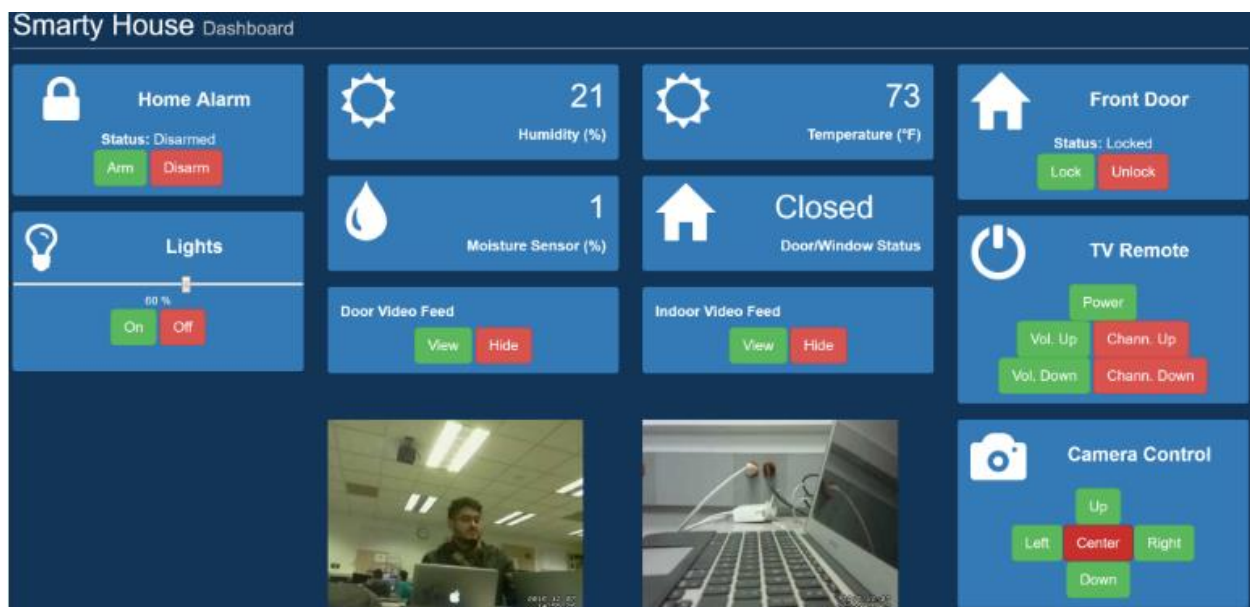 Smarty House Dashboard
Home Alarm
Status: Disarmed
Arm Disarm
Lights
60 %
On Off
21
Humidity (%)
1
Moisture Sensor (%)
Door Video Feed
View Hide
73
Temperature (°F)
Closed
Door/Window Status
Indoor Video Feed
View Hide
Front Door
Status: Locked
Lock Unlock
TV Remote
Power
Vol. Up Chann. Up
Vol. Down Chann. Down
Camera Control
Up
Left Center Right
Down